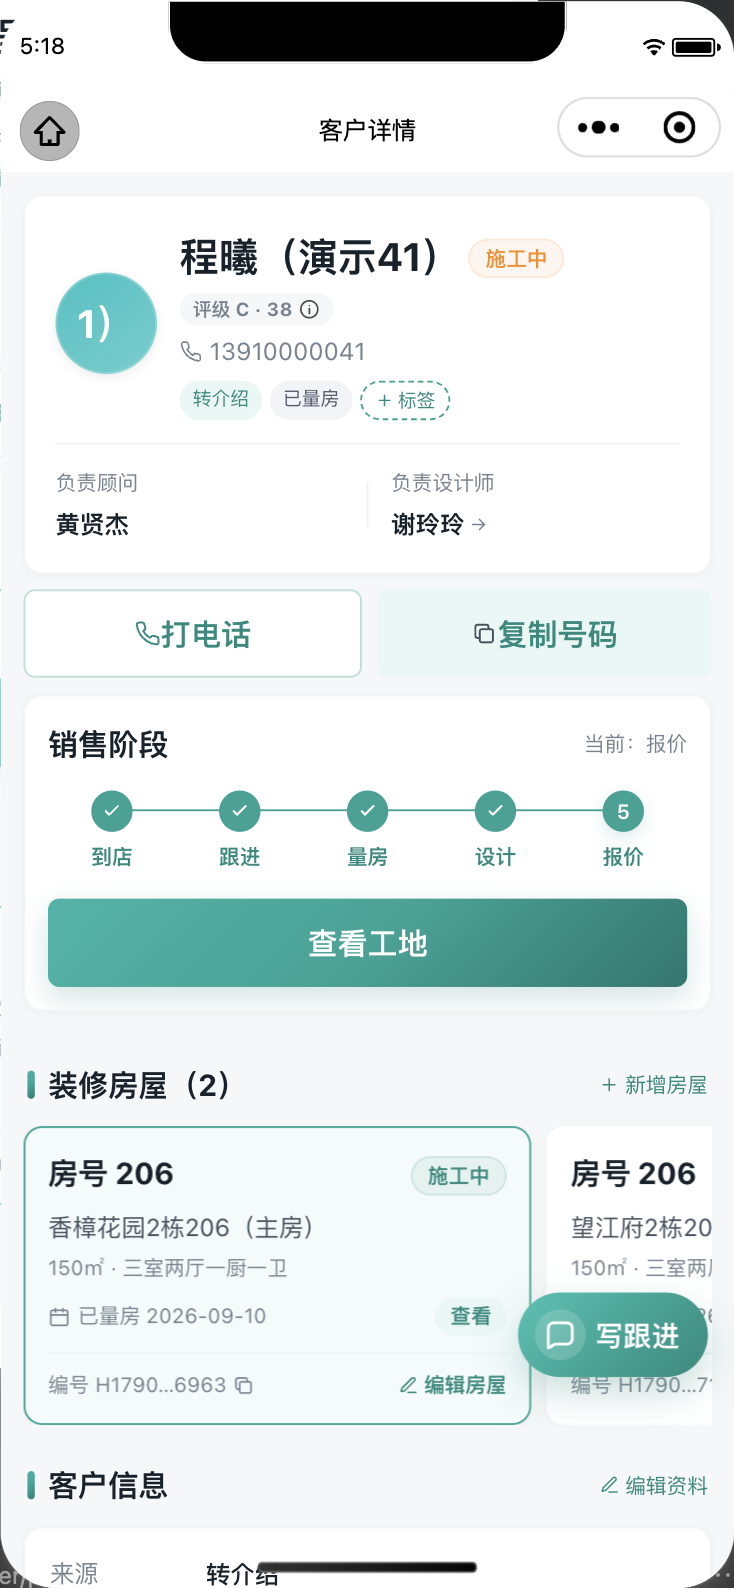 5:18
客户详情
程曦（演示41） 施工中
1)
评级 C · 38
13910000041
转介绍 已量房 + 标签
负责顾问 负责设计师
黄贤杰 谢玲玲 →
打电话 复制号码
销售阶段 当前：报价
5
到店 跟进 量房 设计 报价
查看工地
装修房屋（2） + 新增房屋
房号 206 施工中 房号 206
香樟花园2栋206（主房） 望江府2栋20
150㎡ · 三室两厅一厨一卫 150㎡ · 三室两
已量房 2026-09-10 查看
写跟进
编号 H1790...6963 编辑房屋 编号 H1790...7
客户信息 编辑资料
来源 转介绍